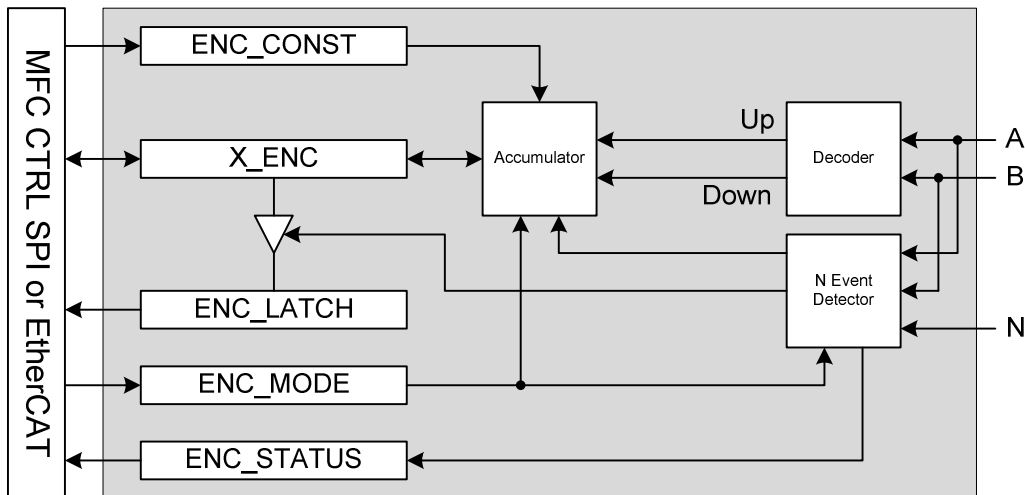 MFC CTRL SPI or EtherCAT
ENC_CONST
X_ENC
ENC_LATCH
ENC_MODE
ENC_STATUS
Accumulator
Up
Down
Decoder
N Event
Detector
A
B
N